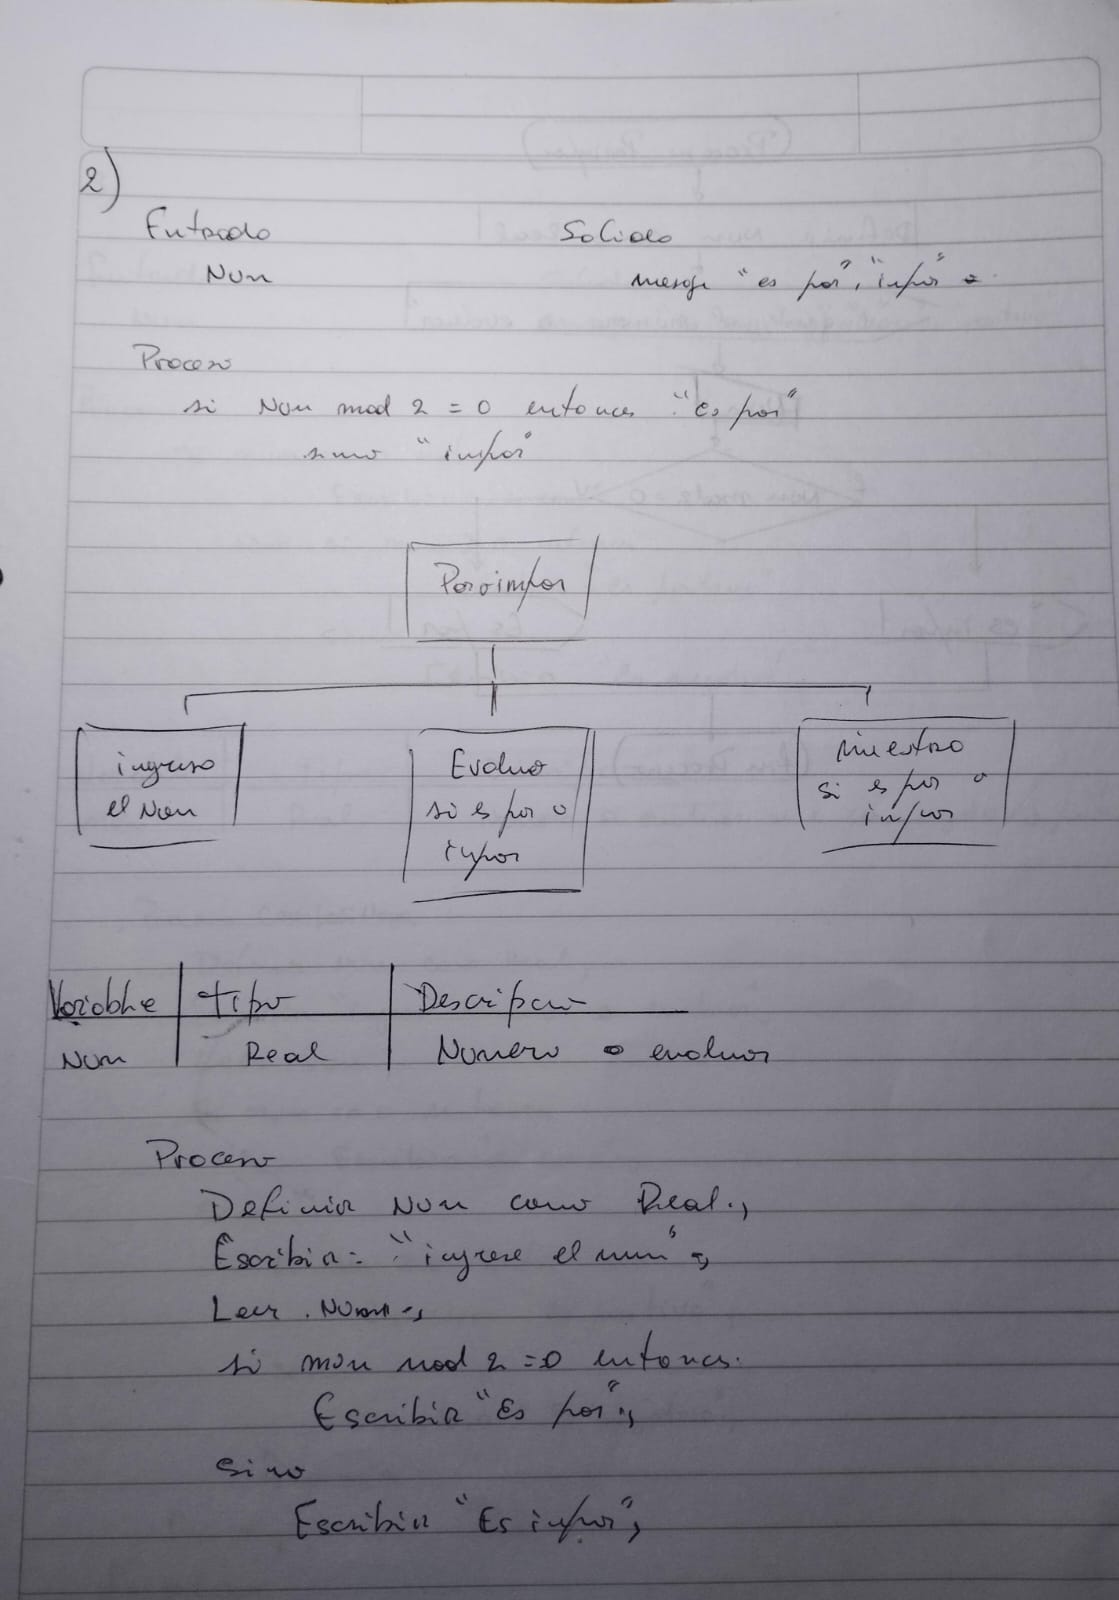 2)
Entrada Salida
Num mensaje "es par", "impar" o
Proceso
si Num mod 2 = 0 entonces "Es par"
sino "impar"
Paroimpar
ingreso
el Num
Evaluo
si es par o
impar
muestro
si es par o
impar
Variable Tipo Descripcion
Num Real Numero a evaluar
Proceso
Definir Num como Real;
Escribir: "ingrese el num";
Leer Num;
si num mod 2 = 0 entonces
Escribir "Es par";
Sino
Escribir "Es impar";